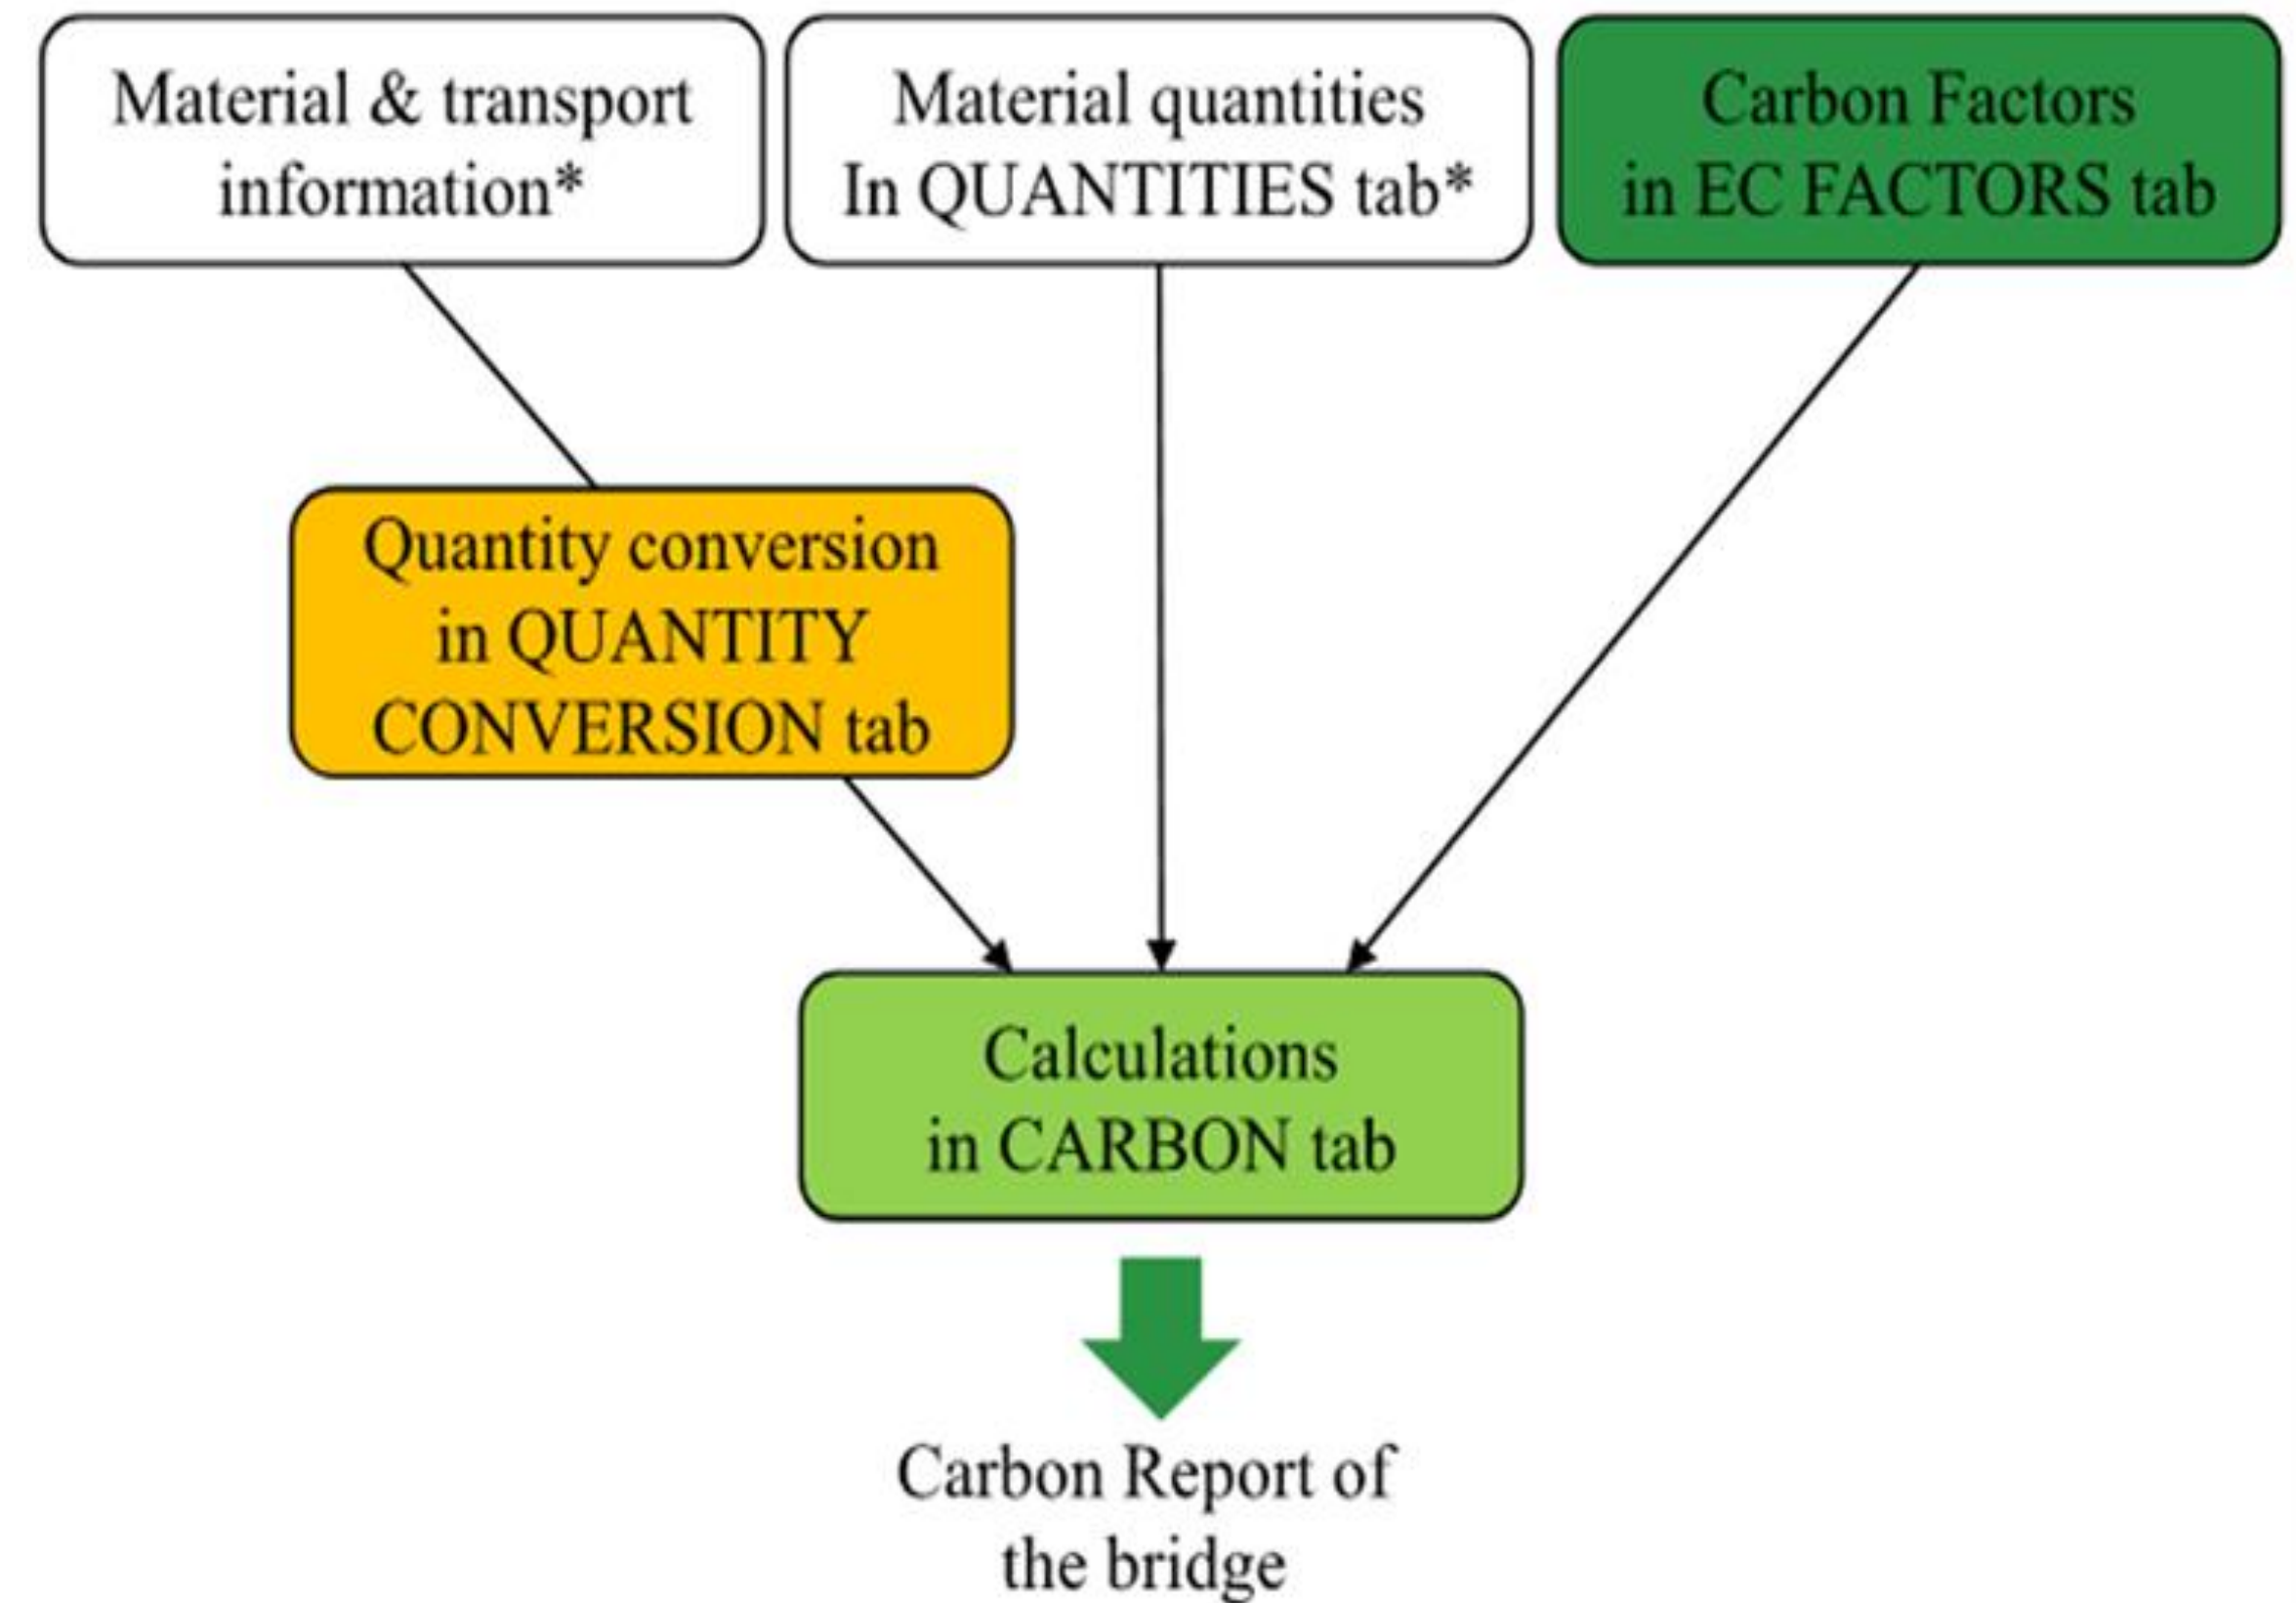 Material & transport
information*
Material quantities
In QUANTITIES tab*
Carbon Factors
in EC FACTORS tab
Quantity conversion
in QUANTITY
CONVERSION tab
Calculations
in CARBON tab
Carbon Report of
the bridge